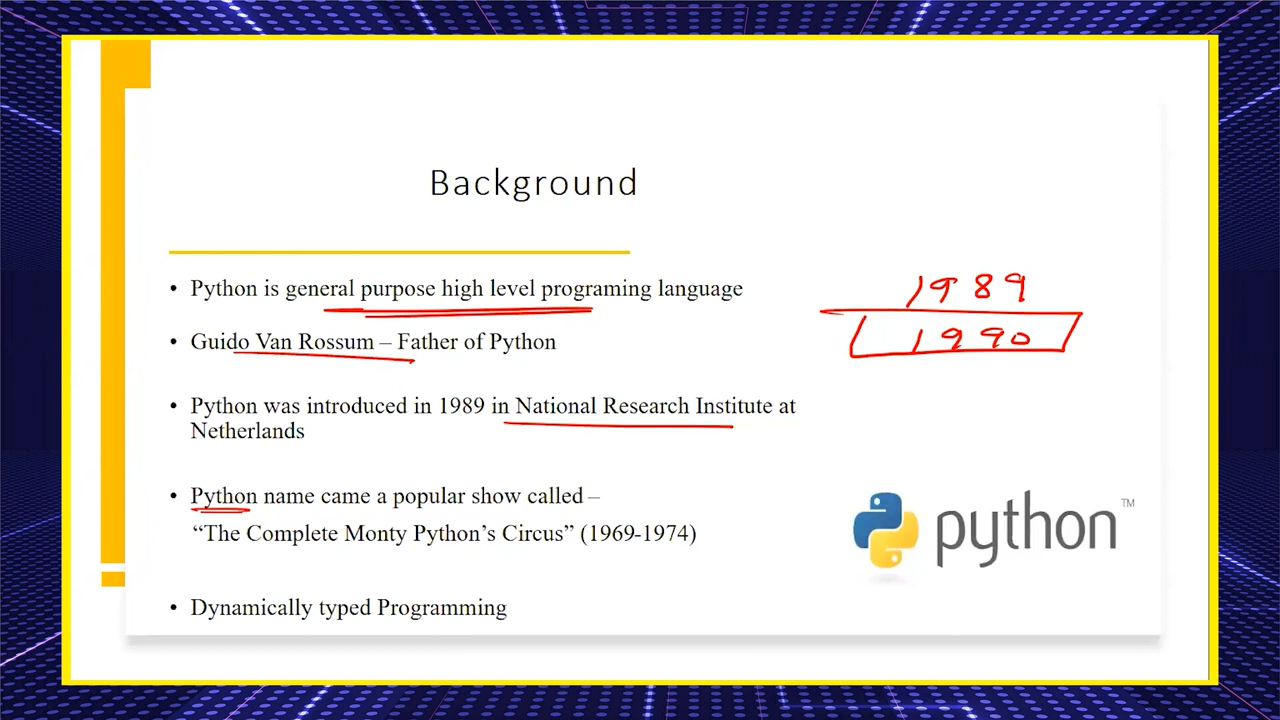 Background
• Python is general purpose high level programing language
1989
• Guido Van Rossum – Father of Python
1990
• Python was introduced in 1989 in National Research Institute at
Netherlands
• Python name came a popular show called –
“The Complete Monty Python’s Circus” (1969-1974)
python™
• Dynamically typed Programming